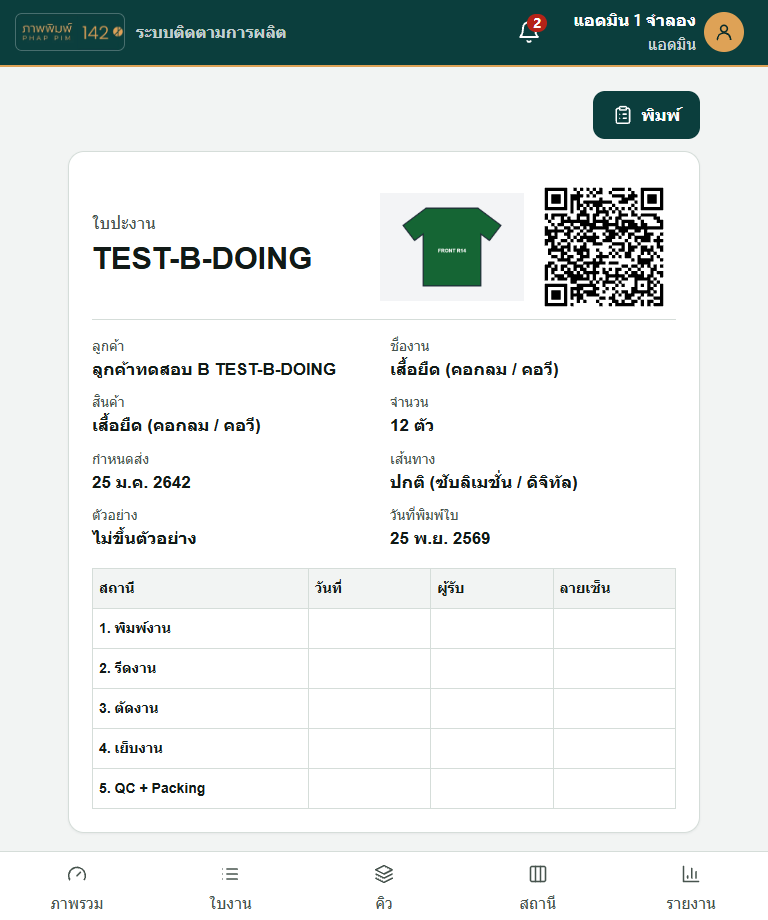 ภาพพิมพ์
PHAP PIM
142
ระบบติดตามการผลิต
2
แอดมิน 1 จำลอง
แอดมิน
พิมพ์
ใบปะงาน
TEST-B-DOING
FRONT R14
ลูกค้า
ลูกค้าทดสอบ B TEST-B-DOING
ชื่องาน
เสื้อยืด (คอกลม / คอวี)
สินค้า
เสื้อยืด (คอกลม / คอวี)
จำนวน
12 ตัว
กำหนดส่ง
25 ม.ค. 2642
เส้นทาง
ปกติ (ซับลิเมชั่น / ดิจิทัล)
ตัวอย่าง
ไม่ขึ้นตัวอย่าง
วันที่พิมพ์ใบ
25 พ.ย. 2569
สถานี วันที่ ผู้รับ ลายเซ็น
1. พิมพ์งาน
2. รีดงาน
3. ตัดงาน
4. เย็บงาน
5. QC + Packing
ภาพรวม ใบงาน คิว สถานี รายงาน